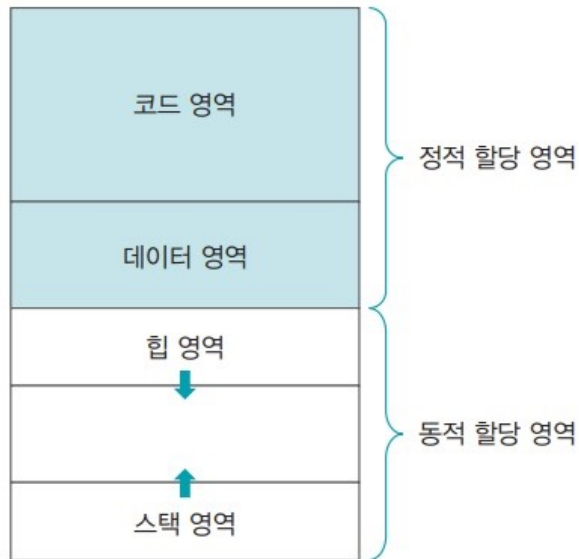 코드 영역
정적 할당 영역
데이터 영역
힙 영역
동적 할당 영역
스택 영역